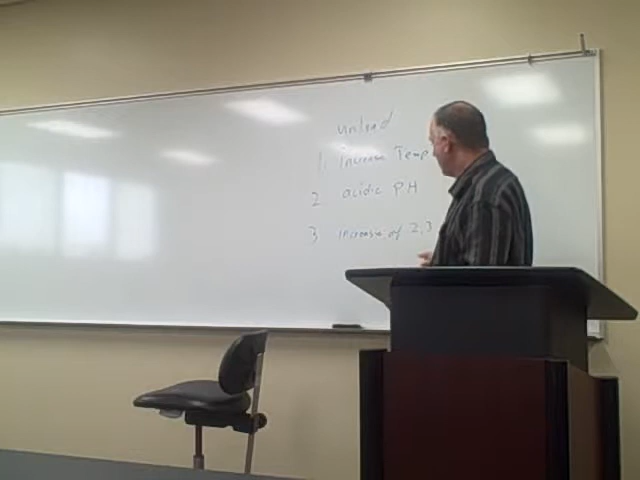 unload
1. increase Temp
2 acidic PH
3 increase of 2,3